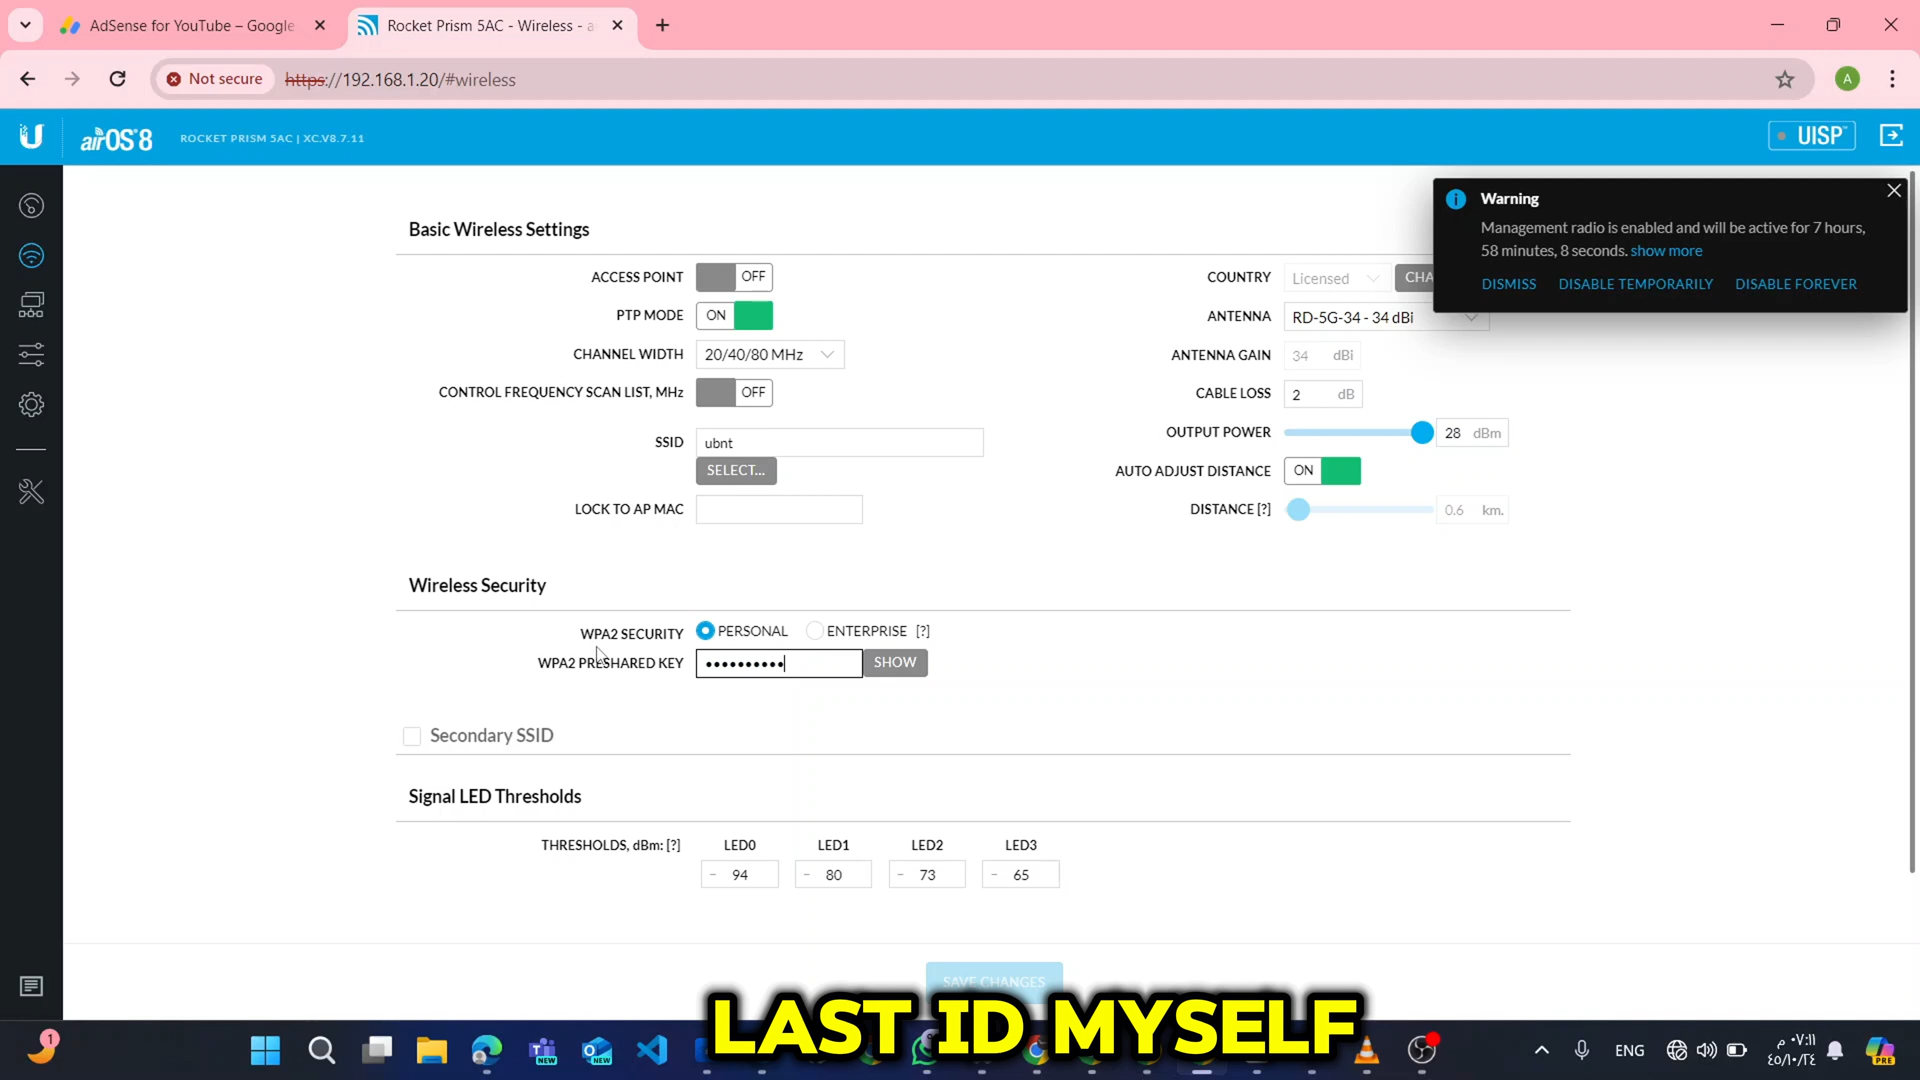 AdSense for YouTube – Google
Rocket Prism 5AC - Wireless - a
Not secure
https://192.168.1.20/#wireless
A
U
airOS 8
ROCKET PRISM 5AC | XC.V8.7.11
UISP
Warning
Management radio is enabled and will be active for 7 hours,
58 minutes, 8 seconds. show more
DISMISS DISABLE TEMPORARILY DISABLE FOREVER
Basic Wireless Settings
ACCESS POINT OFF
PTP MODE ON
CHANNEL WIDTH 20/40/80 MHz
CONTROL FREQUENCY SCAN LIST, MHz OFF
SSID ubnt
SELECT...
LOCK TO AP MAC
COUNTRY Licensed CHA
ANTENNA RD-5G-34 - 34 dBi
ANTENNA GAIN 34 dBi
CABLE LOSS 2 dB
OUTPUT POWER 28 dBm
AUTO ADJUST DISTANCE ON
DISTANCE [?] 0.6 km.
Wireless Security
WPA2 SECURITY PERSONAL ENTERPRISE [?]
WPA2 PRESHARED KEY •••••••••• SHOW
Secondary SSID
Signal LED Thresholds
THRESHOLDS, dBm: [?] LED0 LED1 LED2 LED3
- 94 - 80 - 73 - 65
SAVE CHANGES
LAST ID MYSELF
1
ENG
٠٧:١١ م
٤٥/١٠/٢٤
PRE